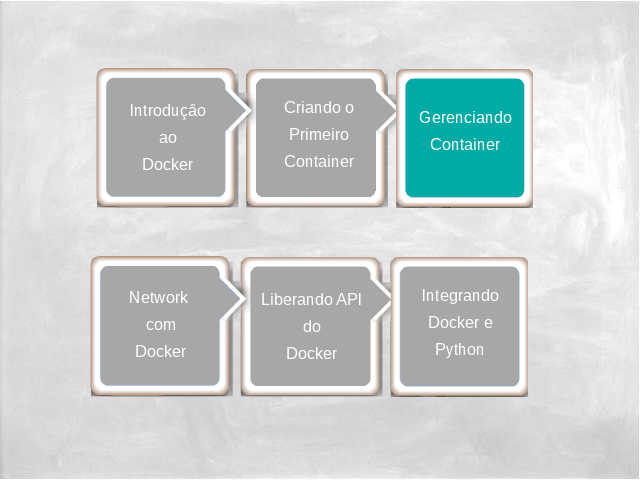 Introdução
ao
Docker
Criando o
Primeiro
Container
Gerenciando
Container
Network
com
Docker
Liberando API
do
Docker
Integrando
Docker e
Python